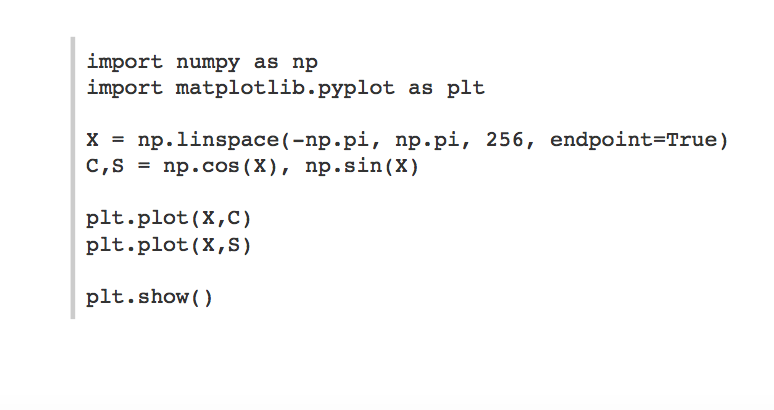 import numpy as np
import matplotlib.pyplot as plt
X = np.linspace(-np.pi, np.pi, 256, endpoint=True)
C,S = np.cos(X), np.sin(X)
plt.plot(X,C)
plt.plot(X,S)
plt.show()